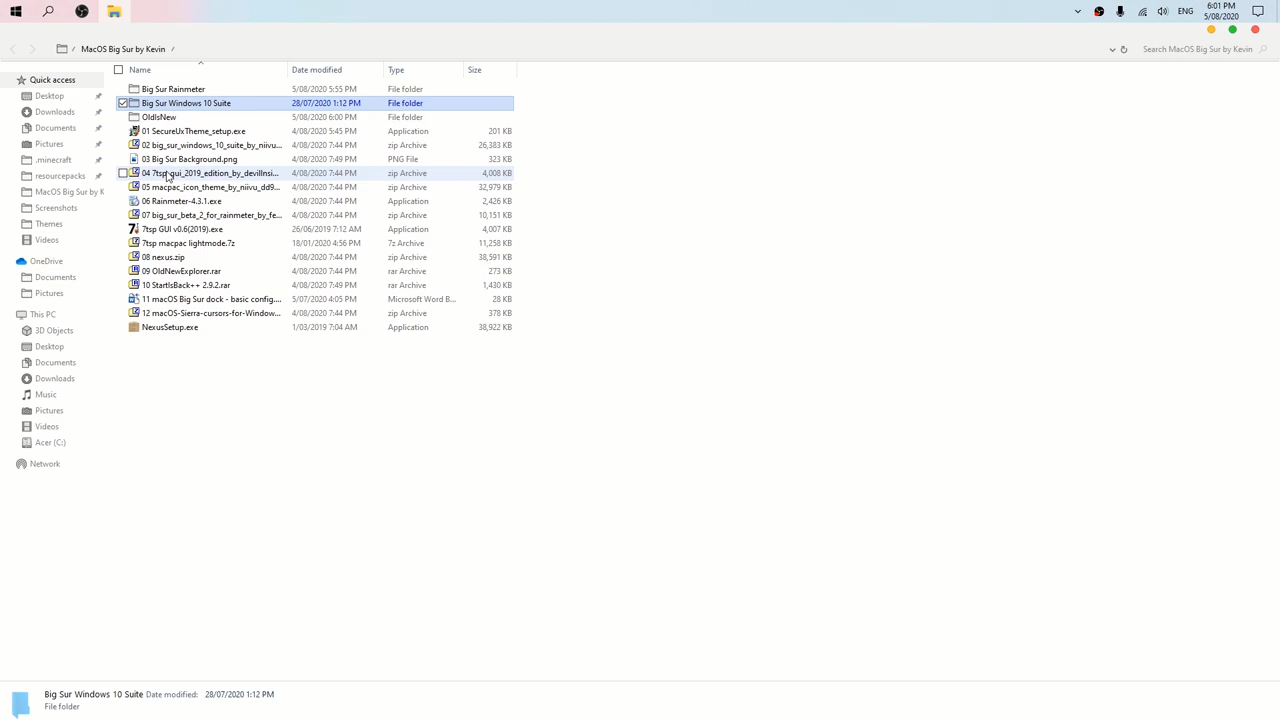 6:01 PM
ENG
5/08/2020
/ MacOS Big Sur by Kevin /
Search MacOS Big Sur by Kevin
Name Date modified Type Size
Quick access
Desktop
Downloads
Documents
Pictures
.minecraft
resourcepacks
MacOS Big Sur by K
Screenshots
Themes
Videos
OneDrive
Documents
Pictures
This PC
3D Objects
Desktop
Documents
Downloads
Music
Pictures
Videos
Acer (C:)
Network
Big Sur Rainmeter 5/08/2020 5:55 PM File folder
Big Sur Windows 10 Suite 28/07/2020 1:12 PM File folder
OldIsNew 5/08/2020 6:00 PM File folder
01 SecureUxTheme_setup.exe 4/08/2020 5:45 PM Application 201 KB
02 big_sur_windows_10_suite_by_niivu... 4/08/2020 7:44 PM zip Archive 26,383 KB
03 Big Sur Background.png 4/08/2020 7:49 PM PNG File 323 KB
04 7tsp_gui_2019_edition_by_devillnsi... 4/08/2020 7:44 PM zip Archive 4,008 KB
05 macpac_icon_theme_by_niivu_dd9... 4/08/2020 7:44 PM zip Archive 32,979 KB
06 Rainmeter-4.3.1.exe 4/08/2020 7:44 PM Application 2,426 KB
07 big_sur_beta_2_for_rainmeter_by_fe... 4/08/2020 7:44 PM zip Archive 10,151 KB
7tsp GUI v0.6(2019).exe 26/06/2019 7:12 AM Application 4,007 KB
7tsp macpac lightmode.7z 18/01/2020 4:56 PM 7z Archive 11,258 KB
08 nexus.zip 4/08/2020 7:44 PM zip Archive 38,591 KB
09 OldNewExplorer.rar 4/08/2020 7:44 PM rar Archive 273 KB
10 StartIsBack++ 2.9.2.rar 4/08/2020 7:44 PM rar Archive 1,430 KB
11 macOS Big Sur dock - basic config.... 5/07/2020 4:05 PM Microsoft Word B... 28 KB
12 macOS-Sierra-cursors-for-Window... 4/08/2020 7:44 PM zip Archive 378 KB
NexusSetup.exe 1/03/2019 7:04 AM Application 38,922 KB
Big Sur Windows 10 Suite Date modified: 28/07/2020 1:12 PM
File folder